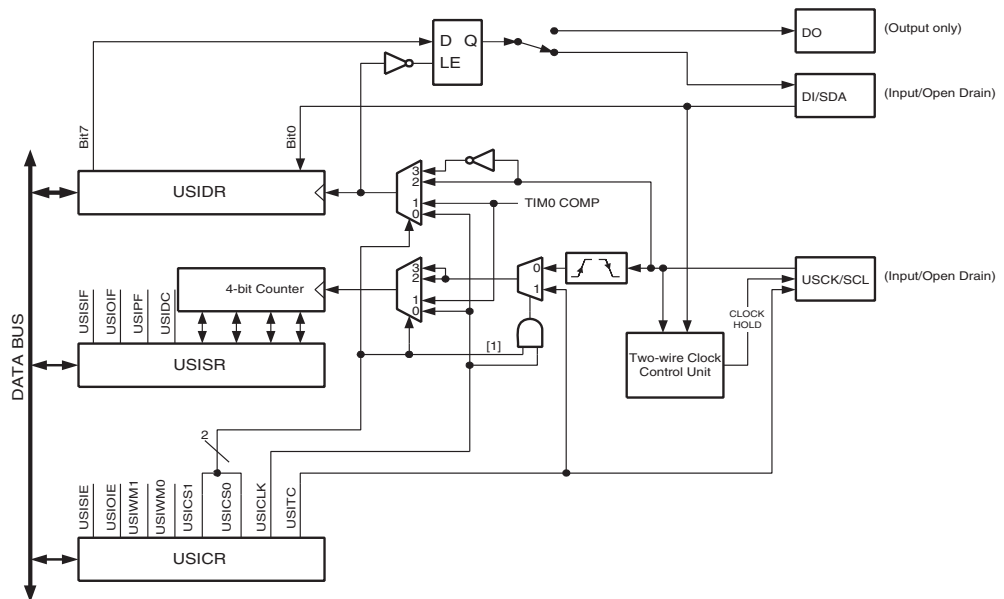 D Q
LE
DO
(Output only)
DI/SDA
(Input/Open Drain)
Bit7
Bit0
USIDR
3
2
1
0
TIM0 COMP
4-bit Counter
3
2
1
0
0
1
USCK/SCL
(Input/Open Drain)
CLOCK
HOLD
USISIF
USIOIF
USIPF
USIDC
[1]
USISR
Two-wire Clock
Control Unit
DATA BUS
2
USISIE
USIOIE
USIWM1
USIWM0
USICS1
USICS0
USICLK
USITC
USICR